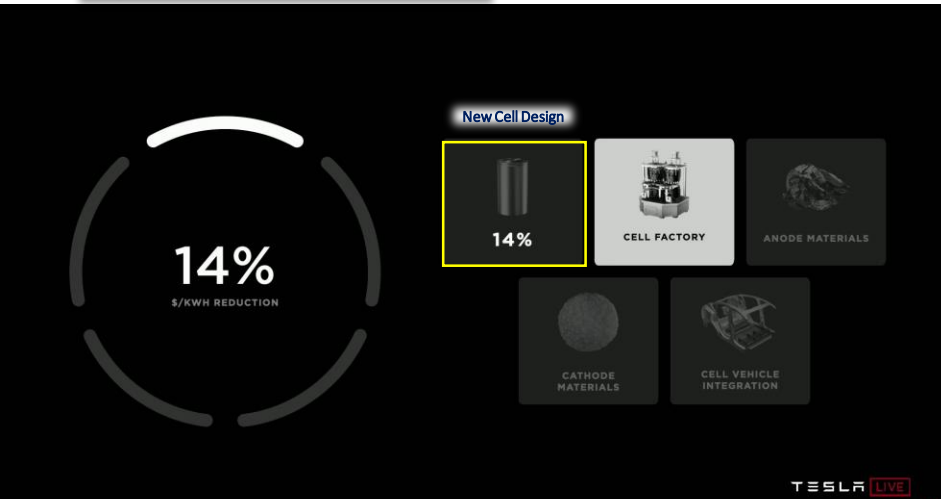 New Cell Design
14%
$/KWH REDUCTION
14%
CELL FACTORY
ANODE MATERIALS
CATHODE
MATERIALS
CELL VEHICLE
INTEGRATION
TESLA LIVE